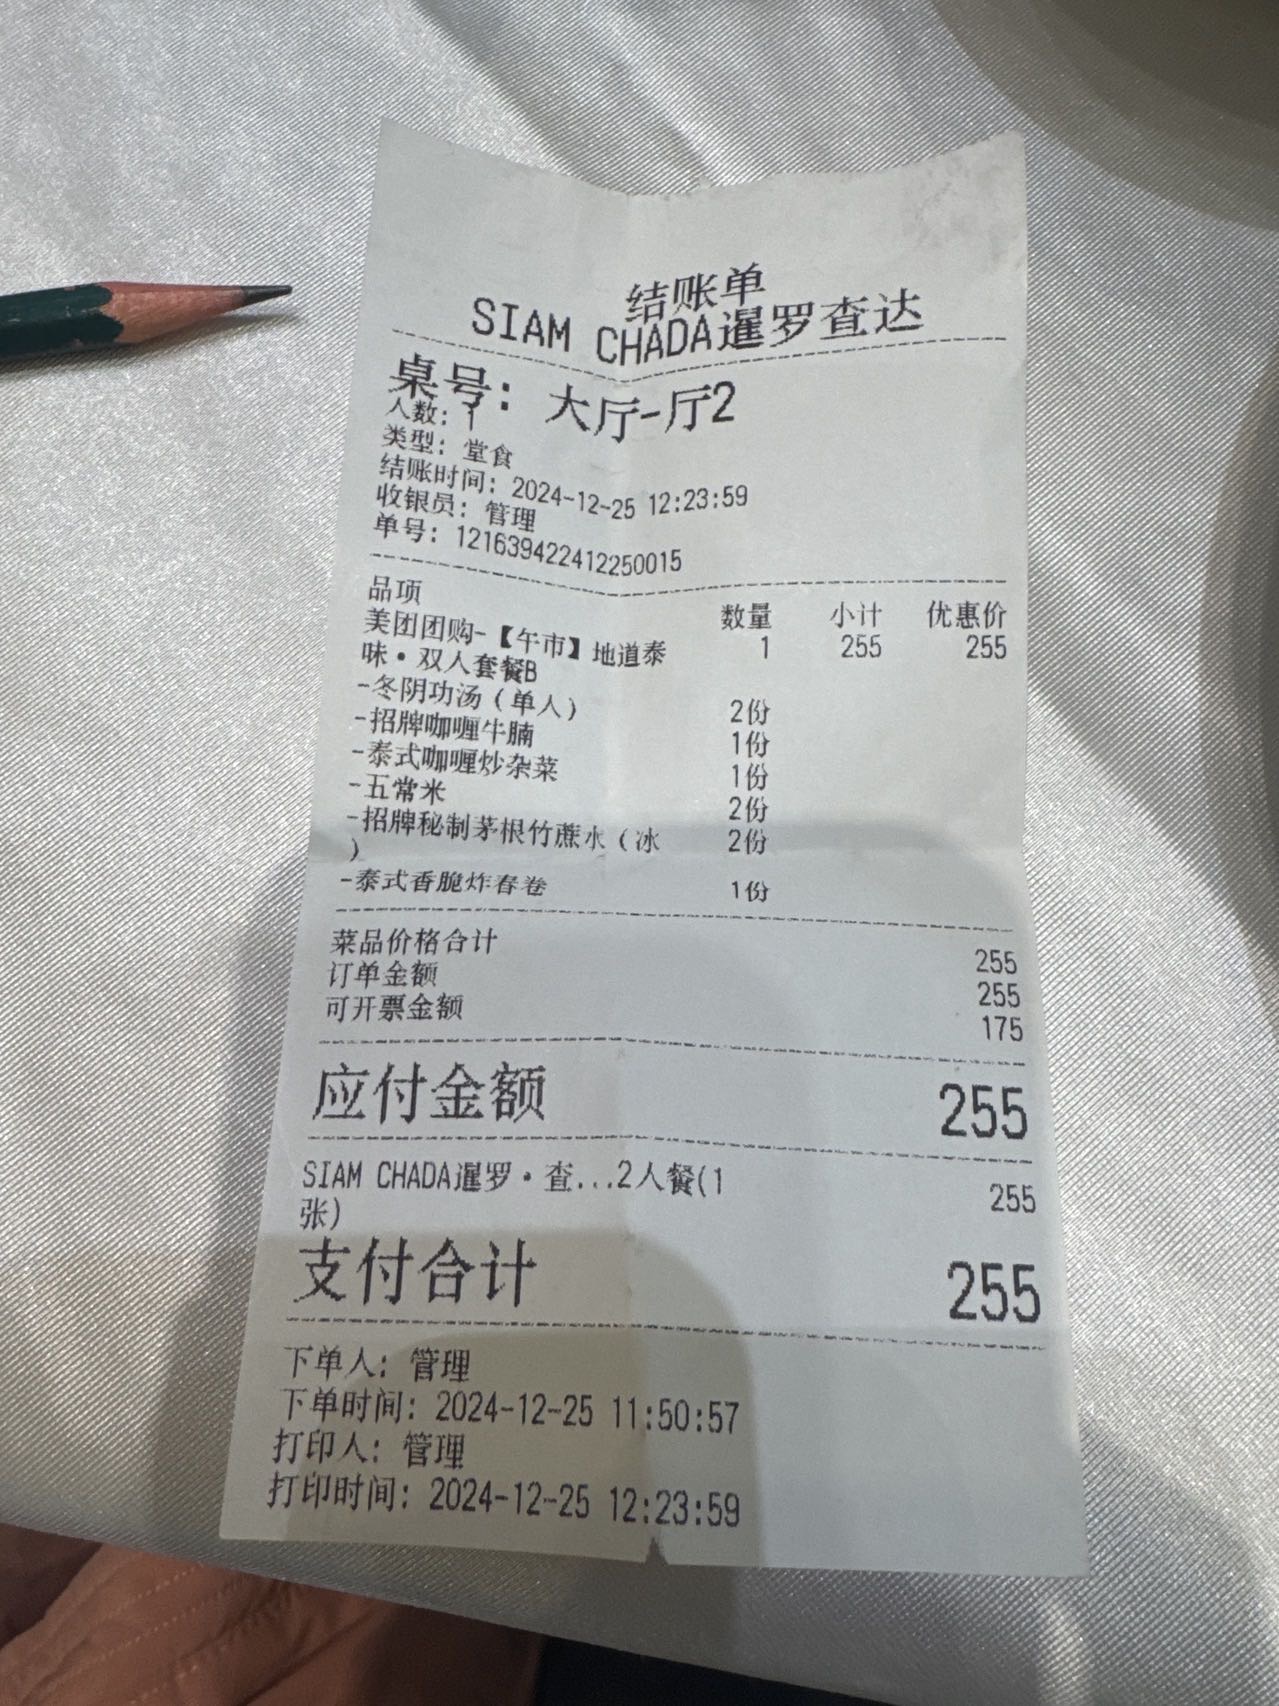 结账单
SIAM CHADA暹罗查达
桌号: 大厅-厅2
人数: 1
类型: 堂食
结账时间: 2024-12-25 12:23:59
收银员: 管理
单号: 1216394224122500​15
品项 数量 小计 优惠价
美团团购-【午市】地道泰 1 255 255
味·双人套餐B
-冬阴功汤(单人) 2份
-招牌咖喱牛腩 1份
-泰式咖喱炒杂菜 1份
-五常米 2份
-招牌秘制茅根竹蔗水(冰 2份
)
-泰式香脆炸春卷 1份
菜品价格合计 255
订单金额 255
可开票金额 175
应付金额 255
SIAM CHADA暹罗·查...2人餐(1 255
张)
支付合计 255
下单人: 管理
下单时间: 2024-12-25 11:50:57
打印人: 管理
打印时间: 2024-12-25 12:23:59